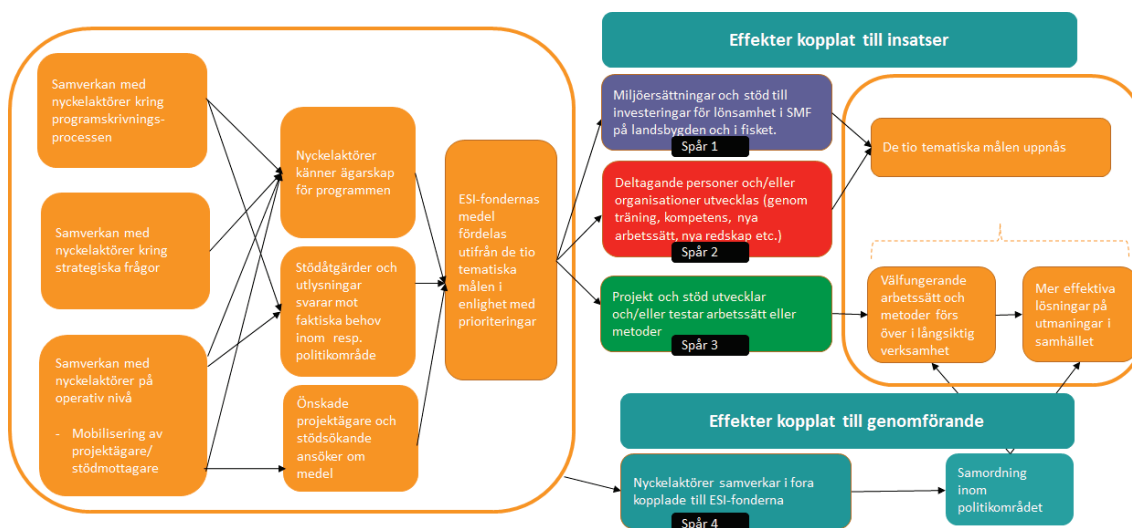 Effekter kopplat till insatser
Samverkan med
nyckelaktörer kring
programskrivnings-
processen
Samverkan med
nyckelaktörer kring
strategiska frågor
Samverkan med
nyckelaktörer på
operativ nivå
- Mobilisering av
projektägare/
stödmottagare
Nyckelaktörer
känner ägarskap
för programmen
Stödåtgärder och
utlysningar
svarar mot
faktiska behov
inom resp.
politikområde
Önskade
projektägare och
stödsökande
ansöker om
medel
ESI-fondernas
medel
fördelas
utifrån de tio
tematiska
målen i
enlighet med
prioriteringar
Miljöersättningar och stöd till
investeringar för lönsamhet i SMF
på landsbygden och i fisket.
Spår 1
Deltagande personer och/eller
organisationer utvecklas (genom
träning, kompetens, nya
arbetssätt, nya redskap etc.)
Spår 2
Projekt och stöd utvecklar
och/eller testar arbetssätt eller
metoder
Spår 3
De tio tematiska målen uppnås
Välfungerande
arbetssätt och
metoder förs
över i långsiktig
verksamhet
Mer effektiva
lösningar på
utmaningar i
samhället
Effekter kopplat till genomförande
Nyckelaktörer samverkar i fora
kopplade till ESI-fonderna
Spår 4
Samordning
inom
politikområdet